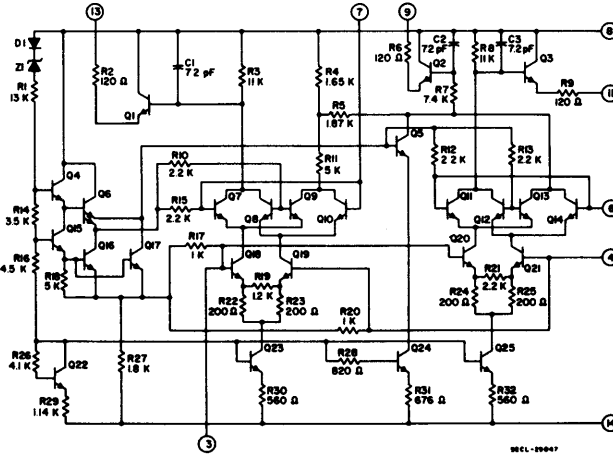 13
7
9
8
D1
Z1
R1
13 K
R2
120 Ω
C1
7.2 pF
R3
11 K
R4
1.65 K
R5
1.87 K
R6
120 Ω
C2
7.2 pF
Q2
R7
7.4 K
R8
11 K
C3
7.2 pF
Q3
R9
120 Ω
11
Q1
Q5
Q4
Q6
R10
2.2 K
R11
5 K
R12
2.2 K
R13
2.2 K
R14
3.5 K
R15
2.2 K
Q7
Q8
Q9
Q10
Q11
Q12
Q13
Q14
6
Q15
Q16
Q17
R16
4.5 K
R18
5 K
R17
1 K
Q18
Q19
R19
1.2 K
Q20
Q21
R21
2.2 K
4
R22
200 Ω
R23
200 Ω
R20
1 K
R24
200 Ω
R25
200 Ω
R26
4.1 K
Q22
R27
1.8 K
Q23
R28
820 Ω
Q24
Q25
R29
1.14 K
R30
560 Ω
R31
676 Ω
R32
560 Ω
14
3
92CL-29047